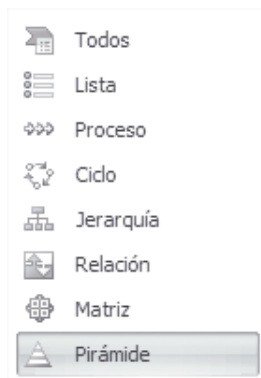 Todos
Lista
Proceso
Ciclo
Jerarquía
Relación
Matriz
Pirámide